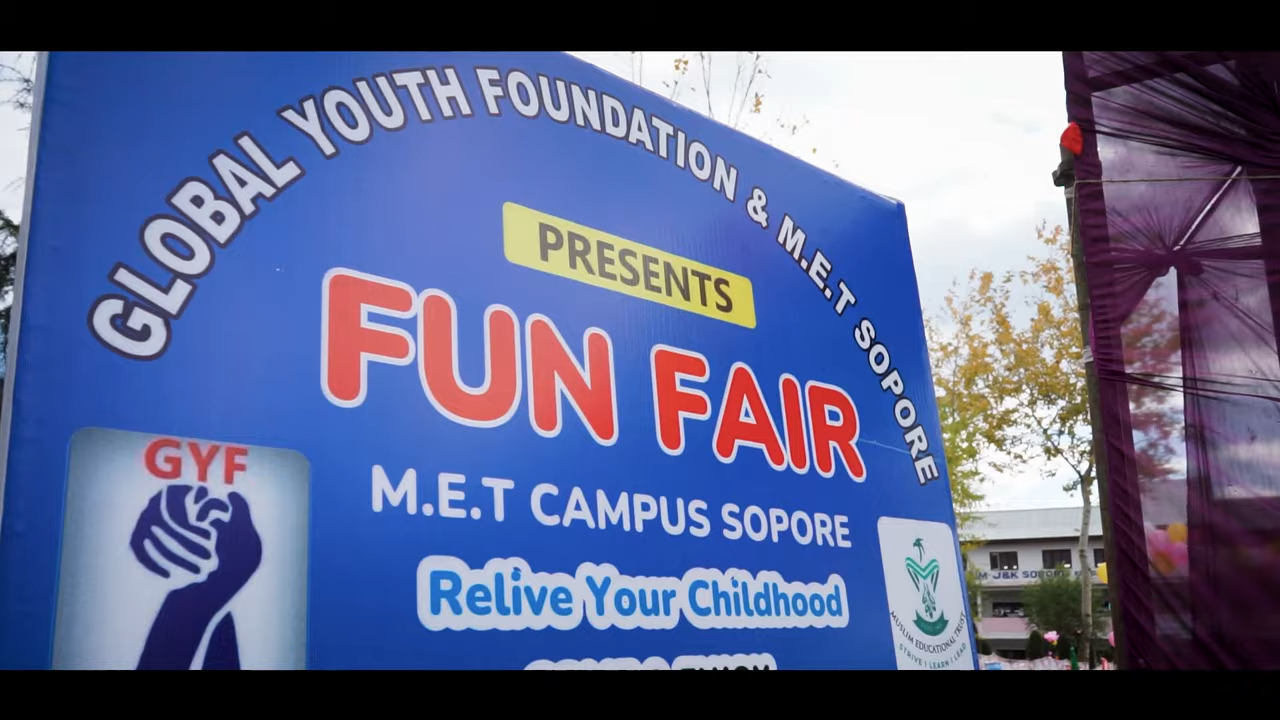 GLOBAL YOUTH FOUNDATION & M.E.T SOPORE
PRESENTS
FUN FAIR
M.E.T CAMPUS SOPORE
Relive Your Childhood
GYF
MUSLIM EDUCATIONAL TRUST
STRIVE | LEARN | LEAD
J&K SOPORE